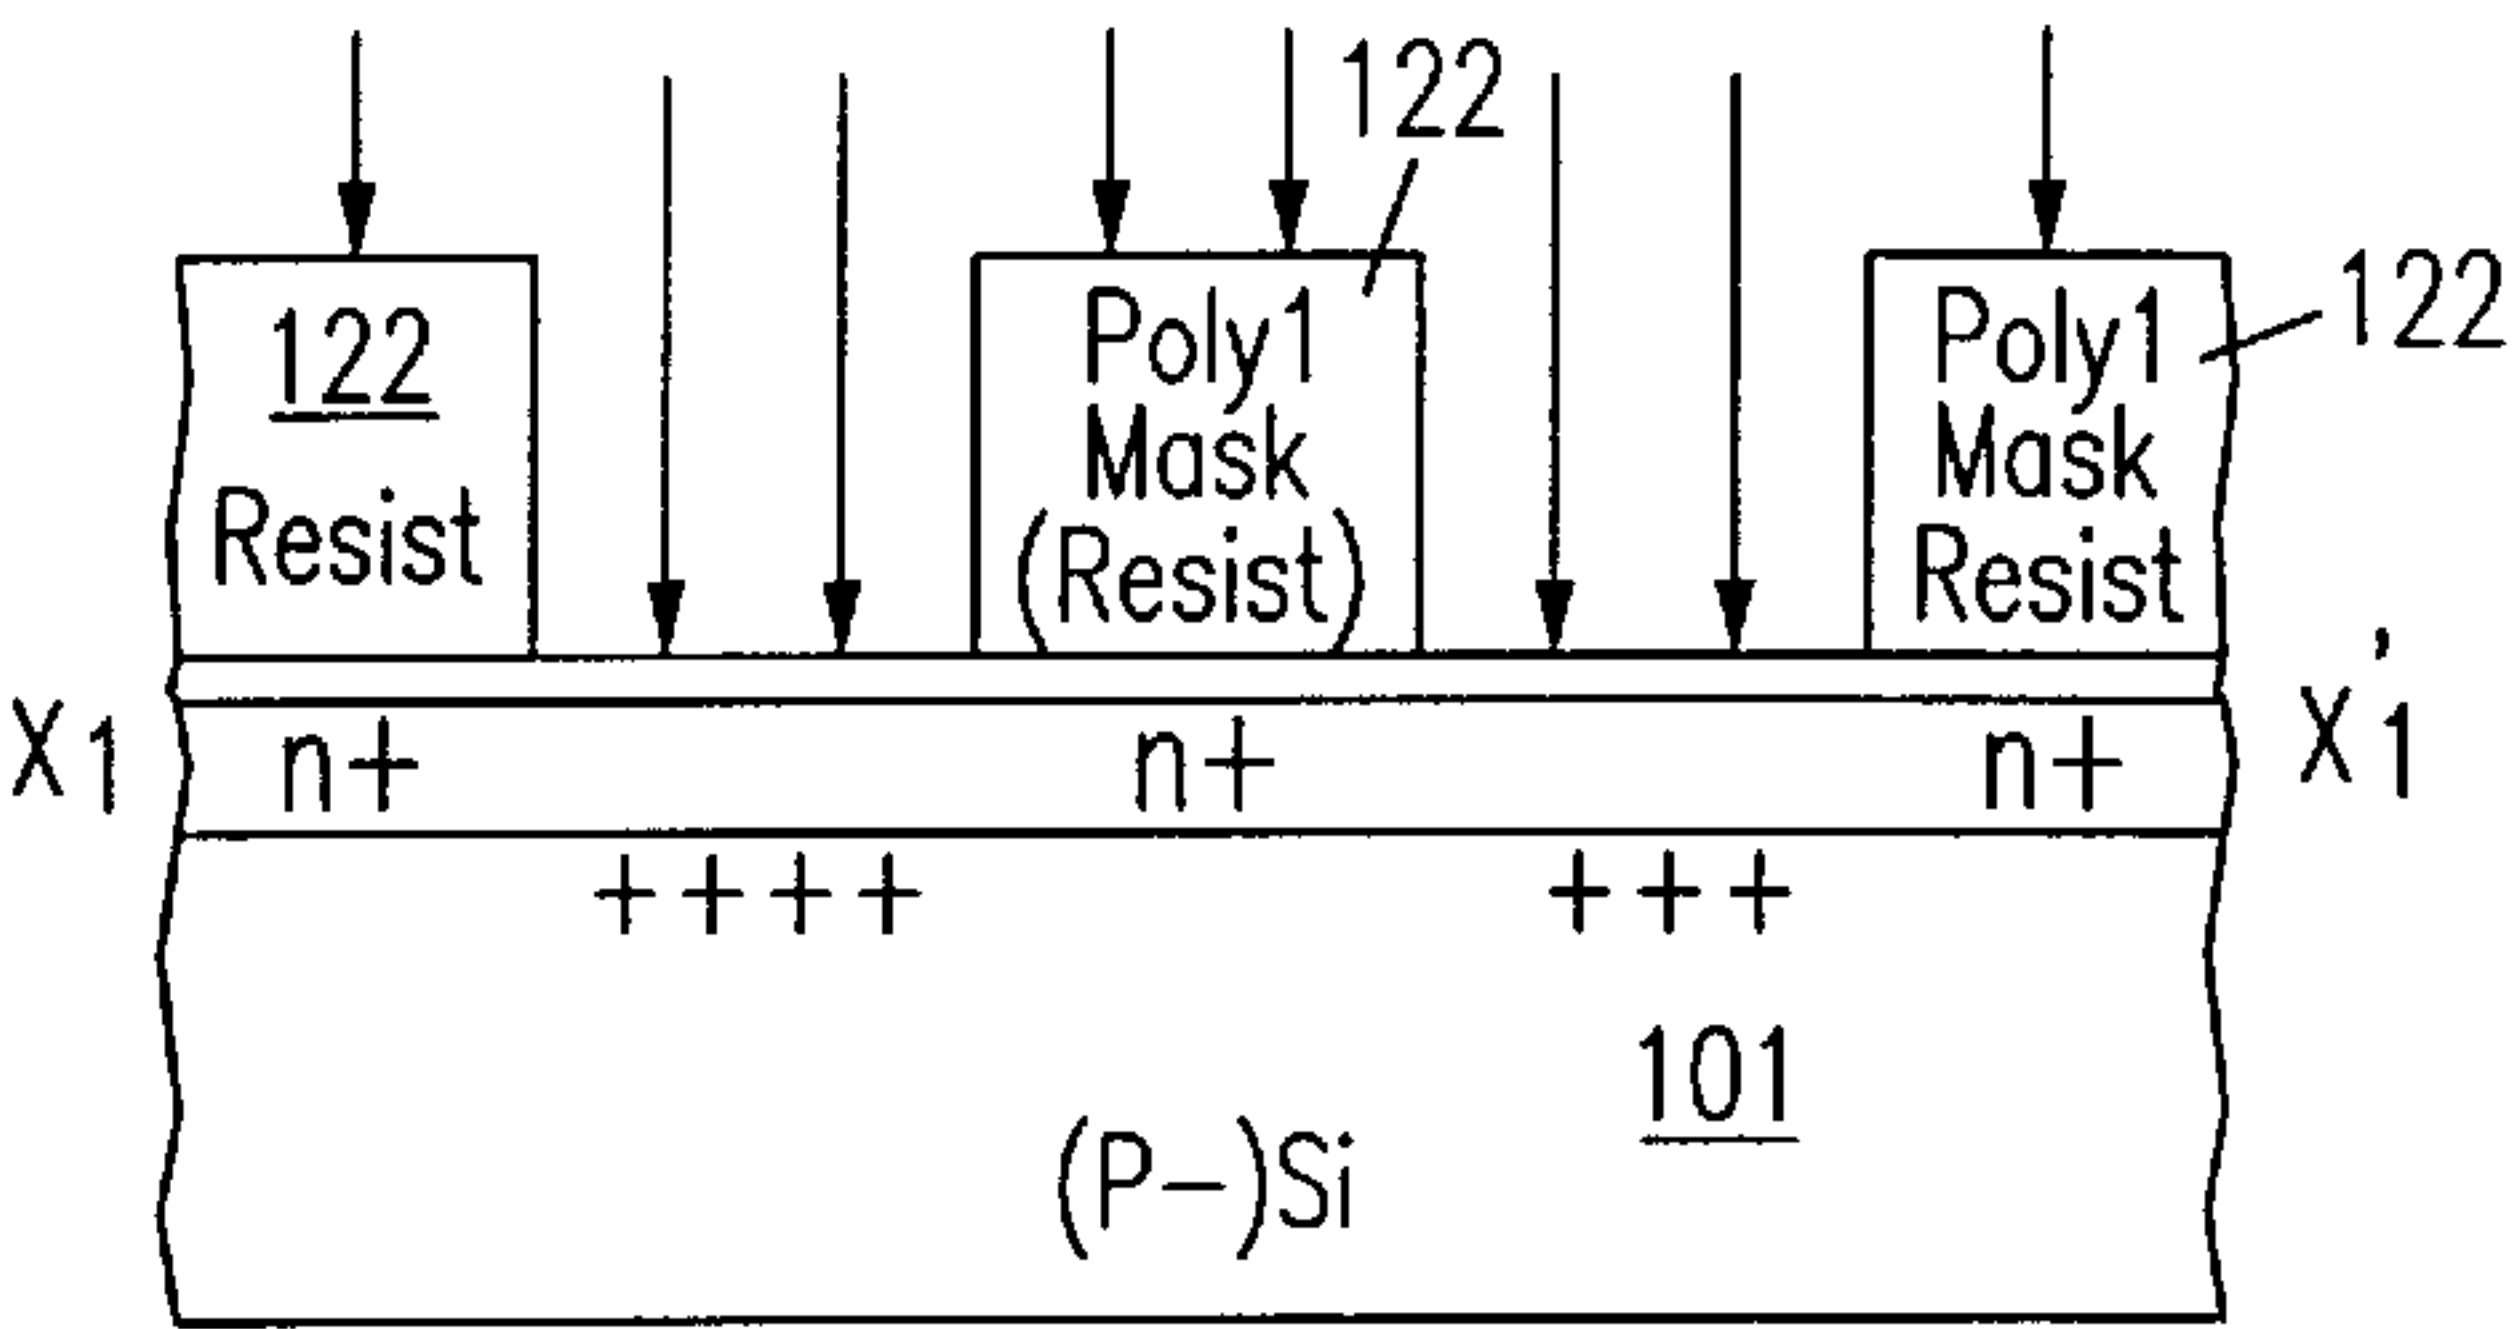 122
122
Resist
Poly1
Mask
(Resist)
Poly1
Mask
Resist
122
X1
n+
n+
n+
X1'
++++
+++
101
(P-)Si